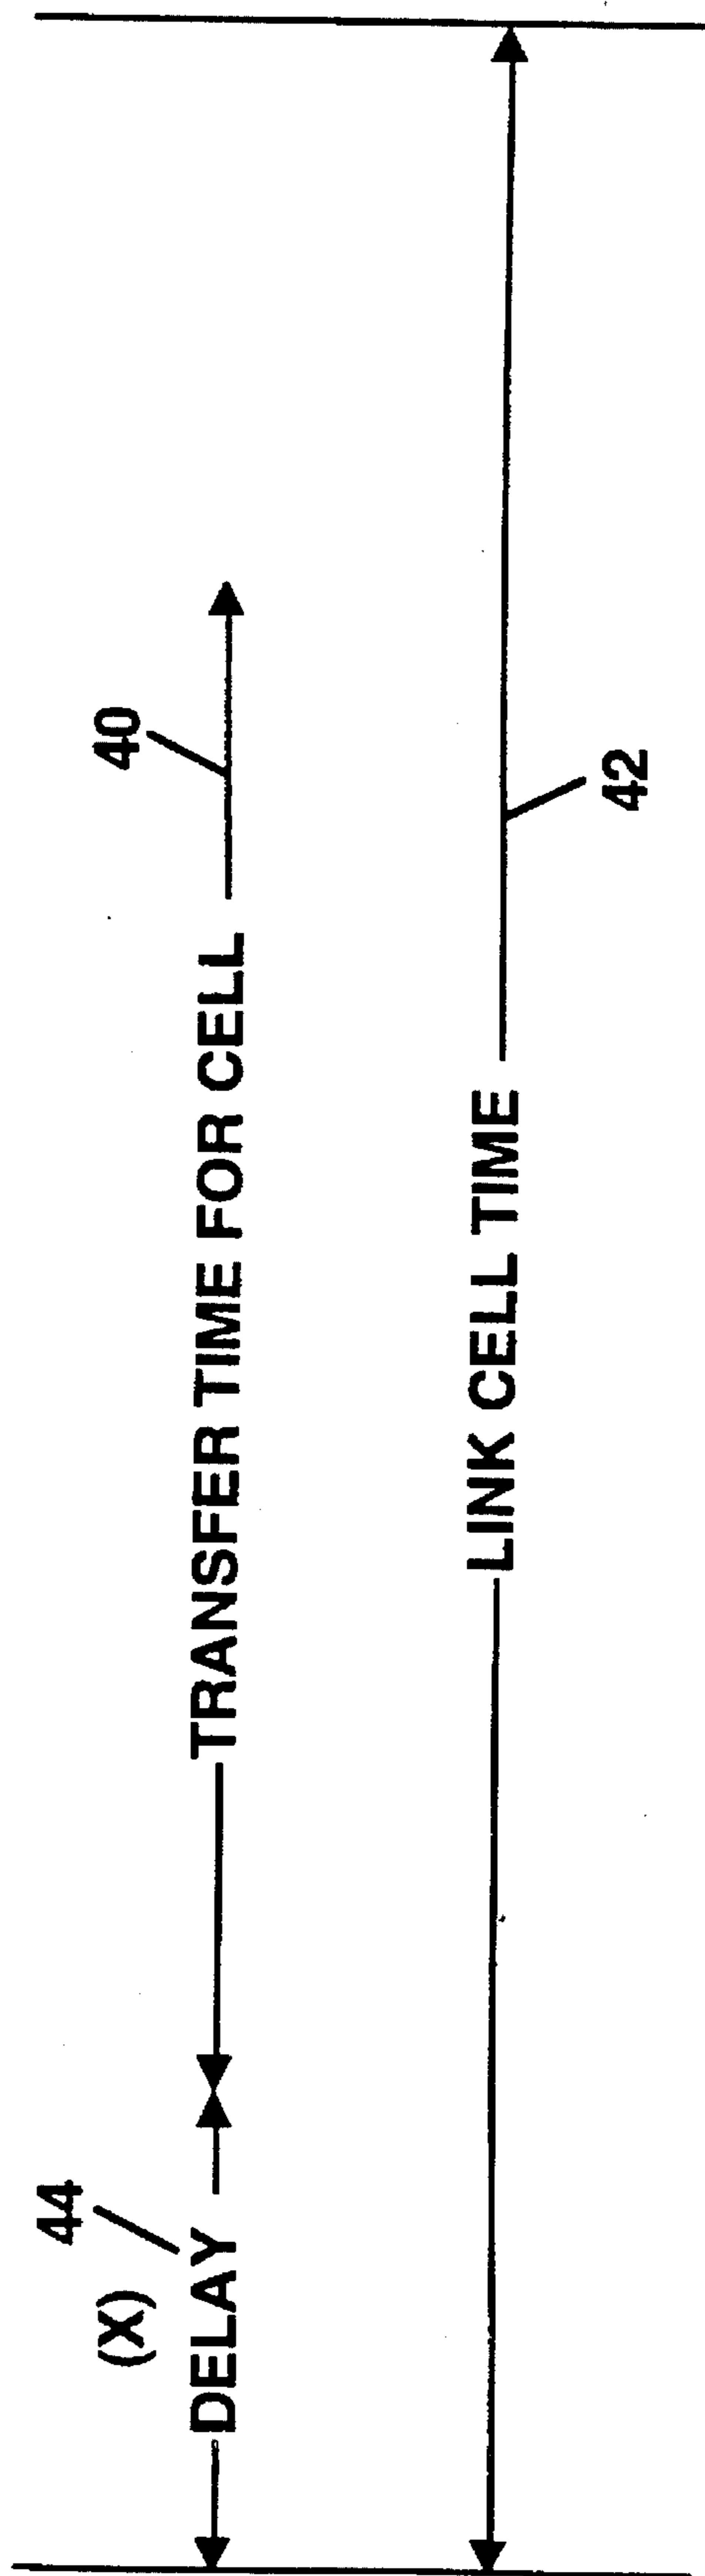 44
(X)
DELAY
TRANSFER TIME FOR CELL
40
LINK CELL TIME
42